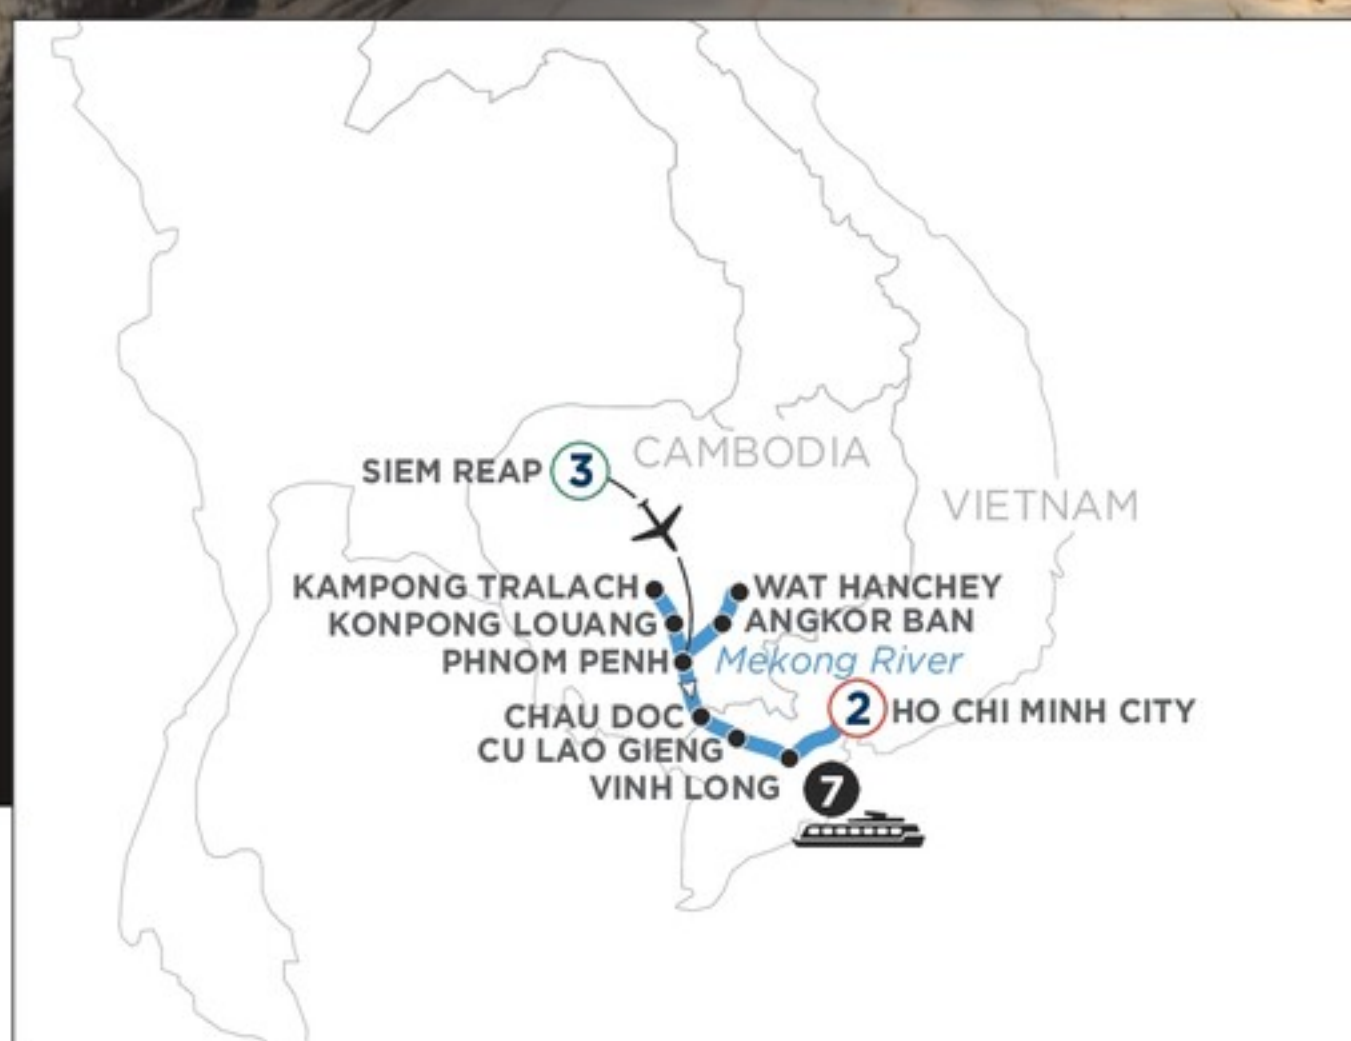 CAMBODIA
SIEM REAP 3
VIETNAM
KAMPONG TRALACH
WAT HANCHEY
KONPONG LOUANG
ANGKOR BAN
PHNOM PENH
Mekong River
CHAU DOC
2 HO CHI MINH CITY
CU LAO GIENG
VINH LONG
7